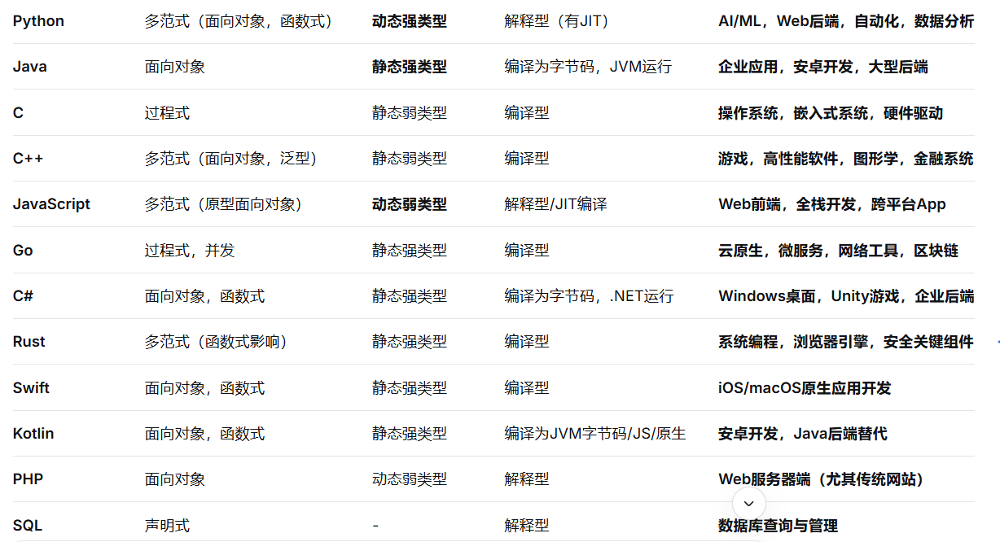 Python 多范式（面向对象，函数式） 动态强类型 解释型（有JIT） AI/ML，Web后端，自动化，数据分析
Java 面向对象 静态强类型 编译为字节码，JVM运行 企业应用，安卓开发，大型后端
C 过程式 静态弱类型 编译型 操作系统，嵌入式系统，硬件驱动
C++ 多范式（面向对象，泛型） 静态弱类型 编译型 游戏，高性能软件，图形学，金融系统
JavaScript 多范式（原型面向对象） 动态弱类型 解释型/JIT编译 Web前端，全栈开发，跨平台App
Go 过程式，并发 静态强类型 编译型 云原生，微服务，网络工具，区块链
C# 面向对象，函数式 静态强类型 编译为字节码，.NET运行 Windows桌面，Unity游戏，企业后端
Rust 多范式（函数式影响） 静态强类型 编译型 系统编程，浏览器引擎，安全关键组件
Swift 面向对象，函数式 静态强类型 编译型 iOS/macOS原生应用开发
Kotlin 面向对象，函数式 静态强类型 编译为JVM字节码/JS/原生 安卓开发，Java后端替代
PHP 面向对象 动态弱类型 解释型 Web服务器端（尤其传统网站）
SQL 声明式 - 解释型 数据库查询与管理